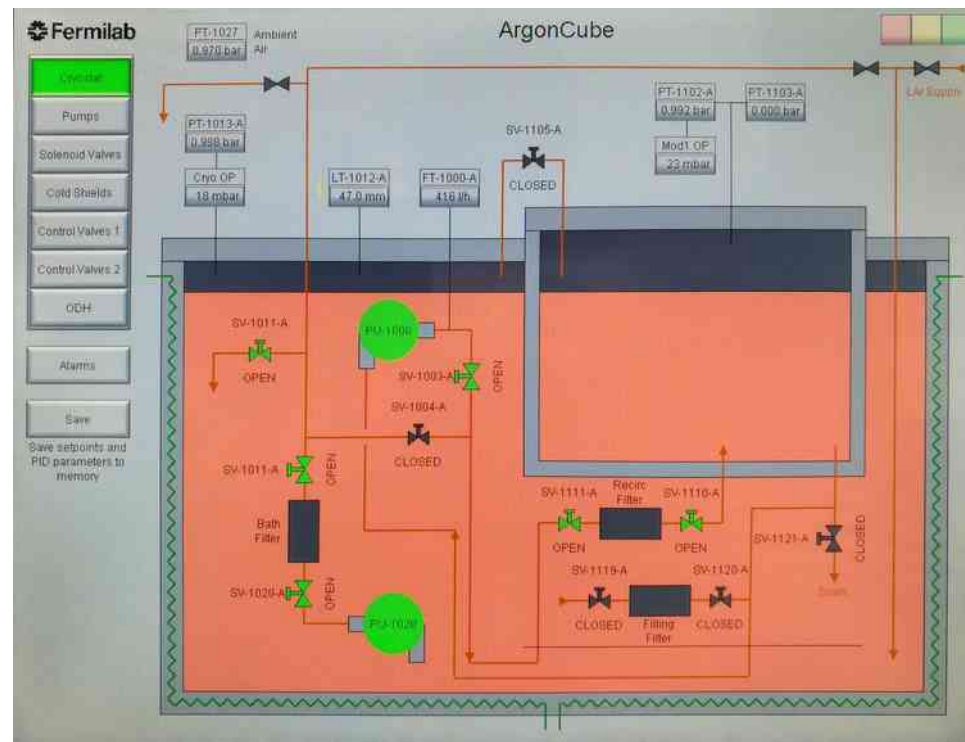 Fermilab
PT-1027
0.970 bar
Ambient
Air
ArgonCube
Cryostat
Pumps
Solenoid Valves
Cold Shields
Control Valves 1
Control Valves 2
ODH
Alarms
Save
Save setpoints and
PID parameters to
memory
PT-1013-A
0.988 bar
Cryo OP
18 mbar
LT-1012-A
47.0 mm
FT-1000-A
416 l/h
SV-1105-A
CLOSED
PT-1102-A
0.992 bar
PT-1103-A
0.000 bar
Mod1 OP
23 mbar
LAr Supply
SV-1011-A
OPEN
PU-1000
SV-1003-A
OPEN
SV-1004-A
CLOSED
SV-1011-A
OPEN
Bath
Filter
SV-1020-A
OPEN
PU-1020
SV-1111-A
OPEN
Recirc
Filter
SV-1110-A
OPEN
SV-1119-A
CLOSED
Filling
Filter
SV-1120-A
CLOSED
SV-1121-A
CLOSED
Drain